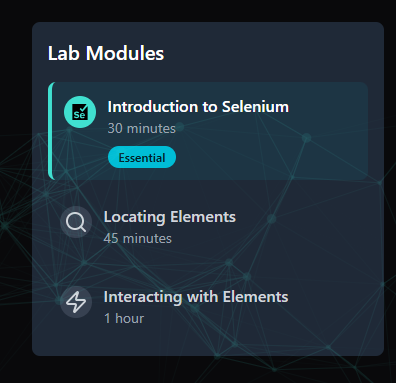 Lab Modules
Se
Introduction to Selenium
30 minutes
Essential
Locating Elements
45 minutes
Interacting with Elements
1 hour